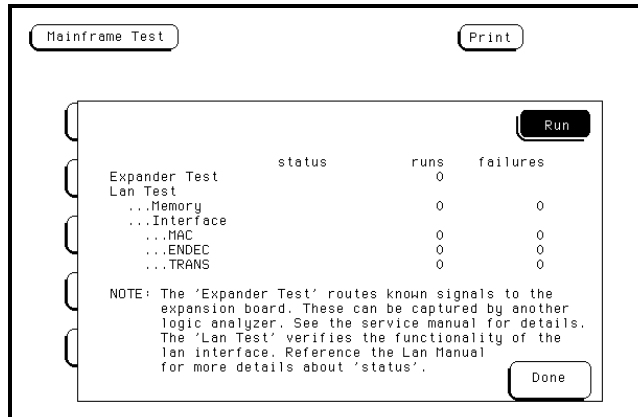 Mainframe Test Print
Run
status runs failures
Expander Test 0
Lan Test
...Memory 0 0
...Interface
...MAC 0 0
...ENDEC 0 0
...TRANS 0 0
NOTE: The 'Expander Test' routes known signals to the
expansion board. These can be captured by another
logic analyzer. See the service manual for details.
The 'Lan Test' verifies the functionality of the
lan interface. Reference the Lan Manual
for more details about 'status'.
Done